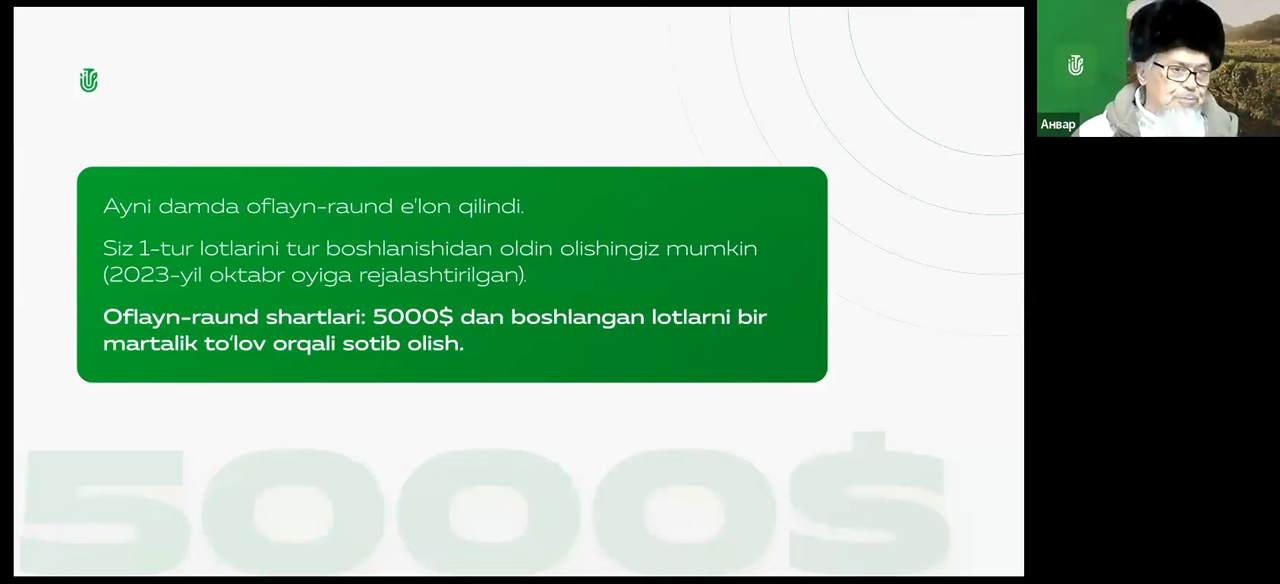 Ayni damda oflayn-raund e'lon qilindi.
Siz 1-tur lotlarini tur boshlanishidan oldin olishingiz mumkin
(2023-yil oktabr oyiga rejalashtirilgan).
Oflayn-raund shartlari: 5000$ dan boshlangan lotlarni bir
martalik to‘lov orqali sotib olish.
5000$
Анвар